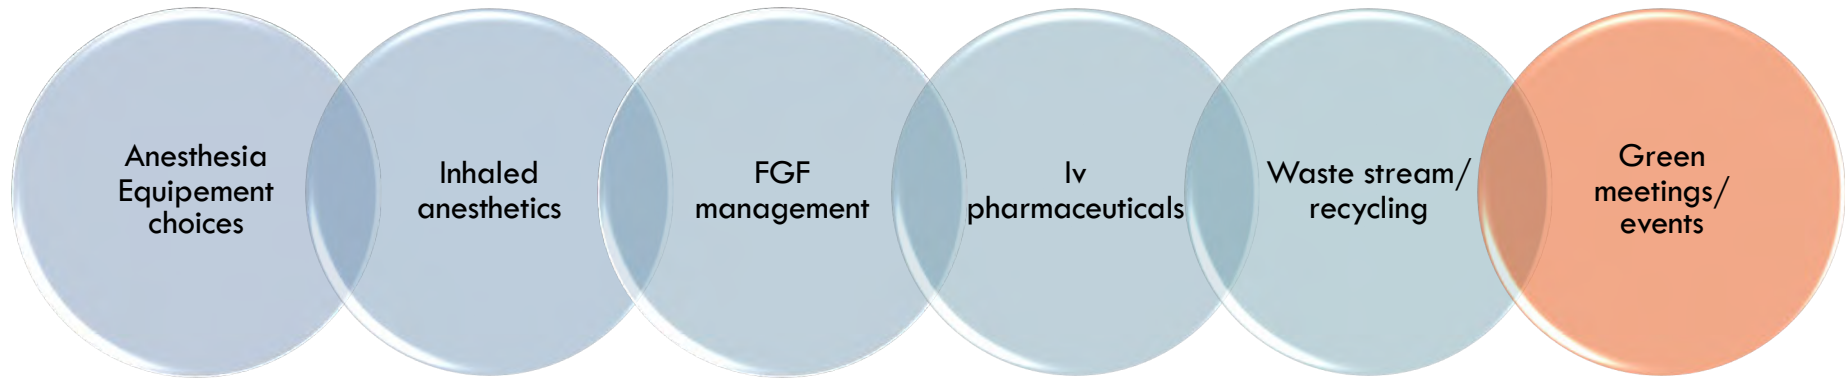 Anesthesia
Equipement
choices
Inhaled
anesthetics
FGF
management
Iv
pharmaceuticals
Waste stream/
recycling
Green
meetings/
events